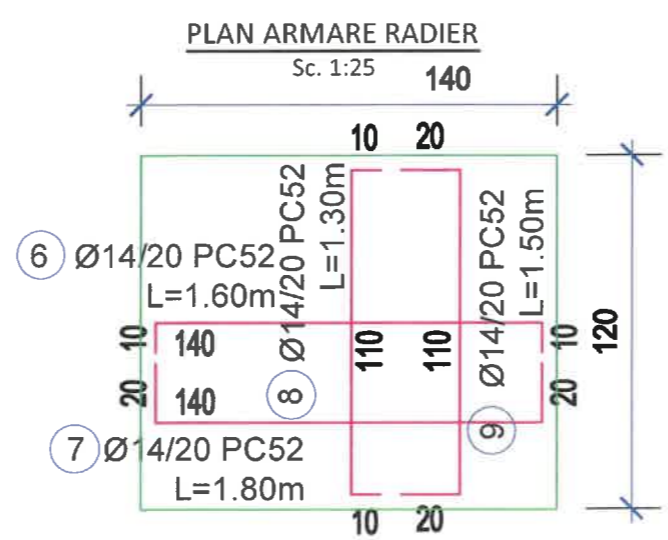 PLAN ARMARE RADIER
Sc. 1:25
140
10 20
6 Ø14/20 PC52
L=1.60m
8 Ø14/20 PC52
L=1.30m
9 Ø14/20 PC52
L=1.50m
120
10 140 110 110 10
20 140 20
7 Ø14/20 PC52
L=1.80m
10 20